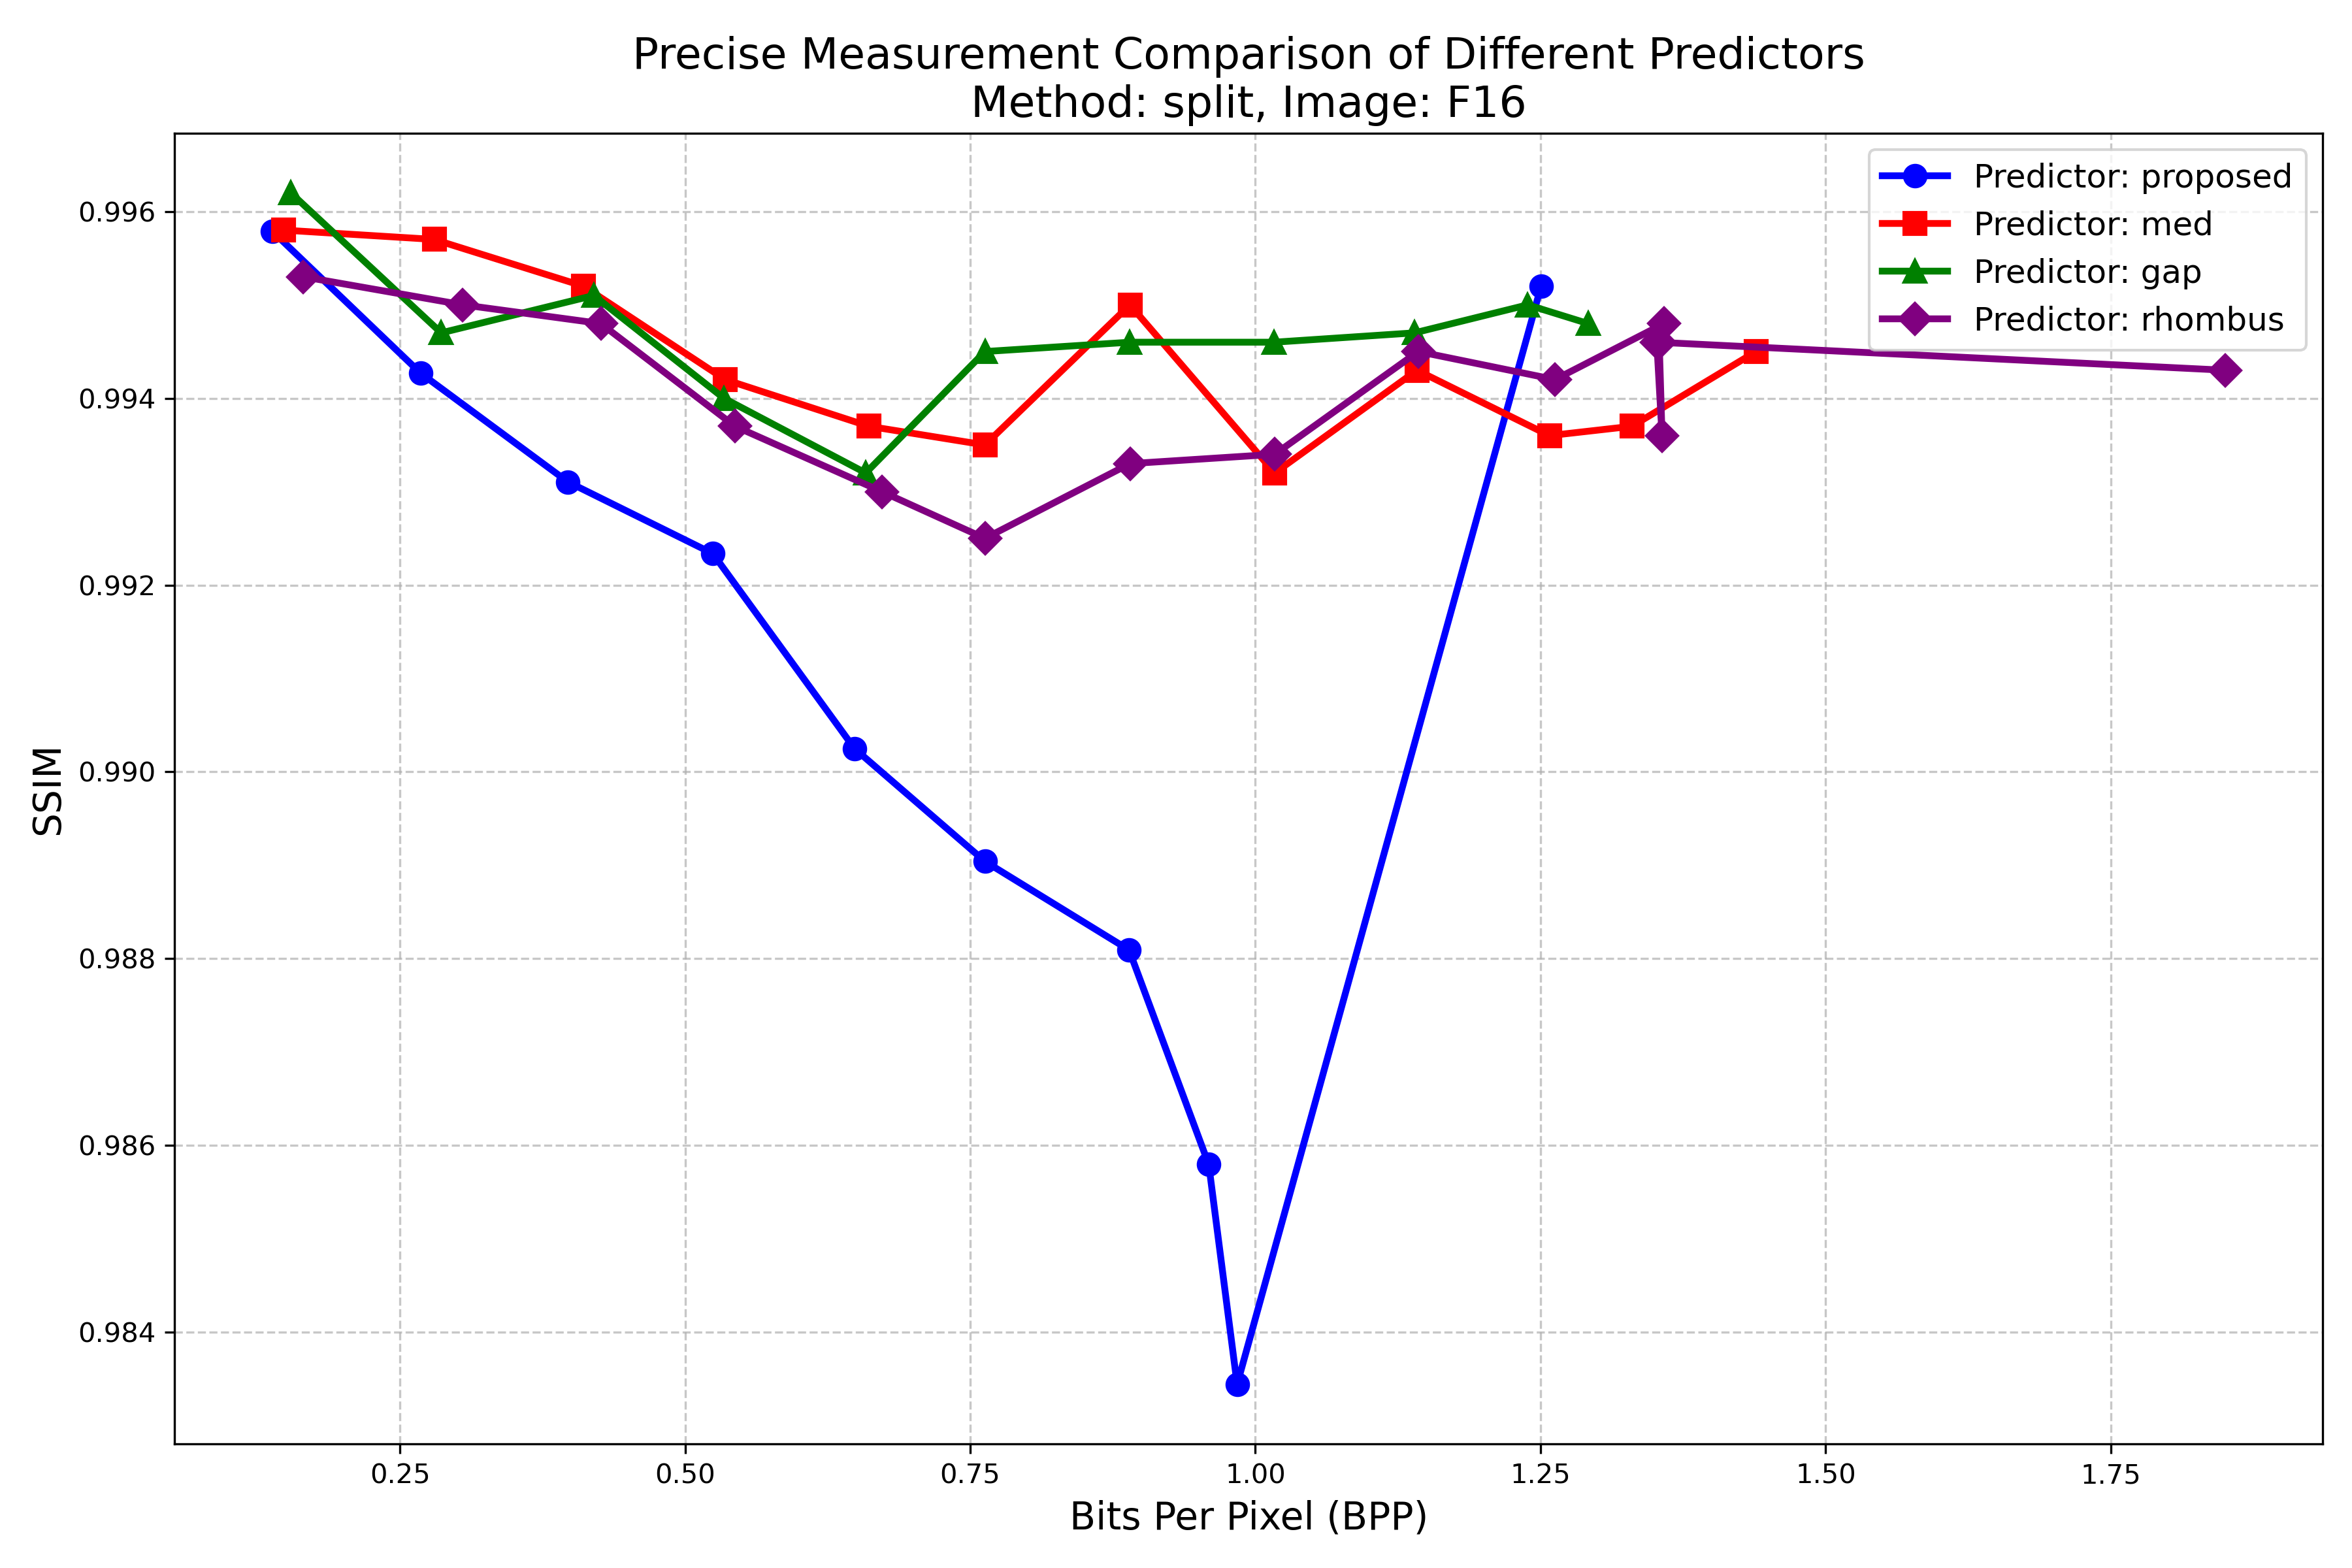 Precise Measurement Comparison of Different Predictors
Method: split, Image: F16
Predictor: proposed
Predictor: med
Predictor: gap
Predictor: rhombus
SSIM
0.996
0.994
0.992
0.990
0.988
0.986
0.984
0.25
0.50
0.75
1.00
1.25
1.50
1.75
Bits Per Pixel (BPP)